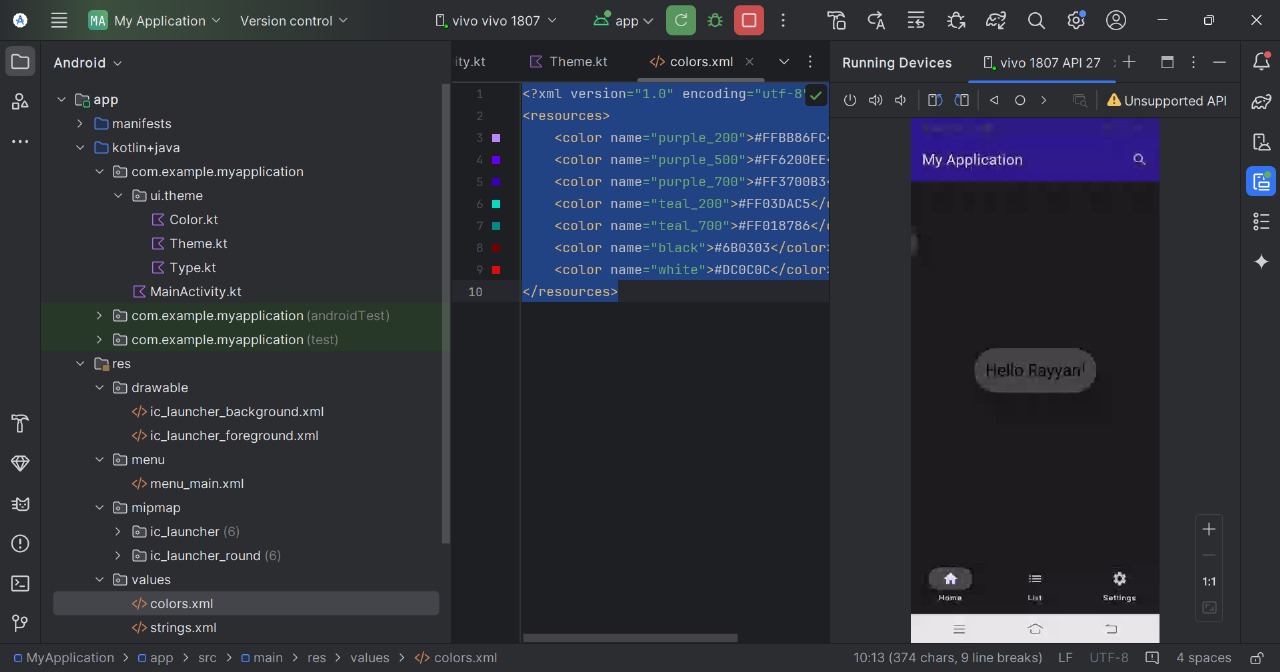 MA My Application Version control vivo vivo 1807 app
Android
app
manifests
kotlin+java
com.example.myapplication
ui.theme
Color.kt
Theme.kt
Type.kt
MainActivity.kt
com.example.myapplication (androidTest)
com.example.myapplication (test)
res
drawable
ic_launcher_background.xml
ic_launcher_foreground.xml
menu
menu_main.xml
mipmap
ic_launcher (6)
ic_launcher_round (6)
values
colors.xml
strings.xml
ity.kt Theme.kt colors.xml
1 <?xml version="1.0" encoding="utf-8"
2 <resources>
3 <color name="purple_200">#FFBB86FC<
4 <color name="purple_500">#FF6200EE<
5 <color name="purple_700">#FF3700B3<
6 <color name="teal_200">#FF03DAC5</
7 <color name="teal_700">#FF018786</
8 <color name="black">#6B0303</color>
9 <color name="white">#DC0C0C</color>
10 </resources>
Running Devices vivo 1807 API 27
Unsupported API
My Application
Hello Rayyan!
Home List Settings
1:1
MyApplication > app > src > main > res > values > colors.xml 10:13 (374 chars, 9 line breaks) LF UTF-8 4 spaces